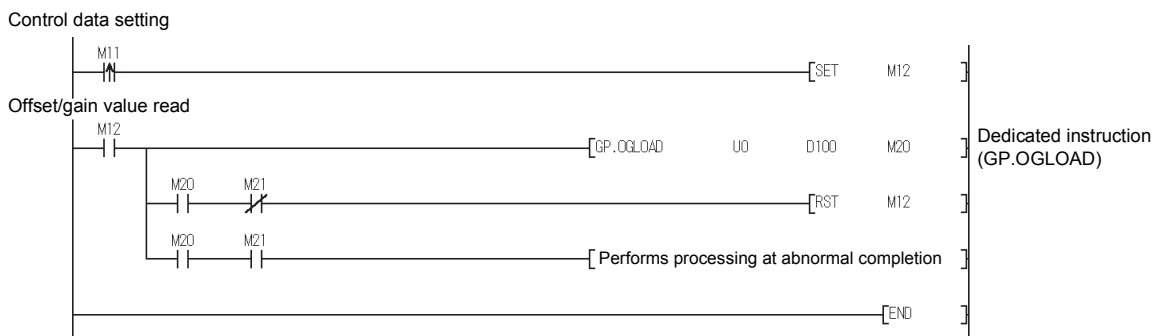 Control data setting
M11
SET M12
Offset/gain value read
M12
GP.OGLOAD U0 D100 M20
Dedicated instruction
(GP.OGLOAD)
M20 M21
RST M12
M20 M21
Performs processing at abnormal completion
END